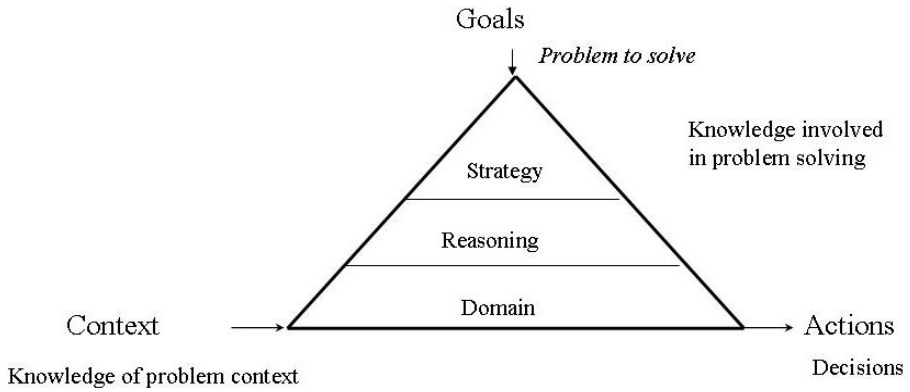 Goals
Problem to solve
Knowledge involved
in problem solving
Strategy
Reasoning
Domain
Context
Actions
Knowledge of problem context
Decisions